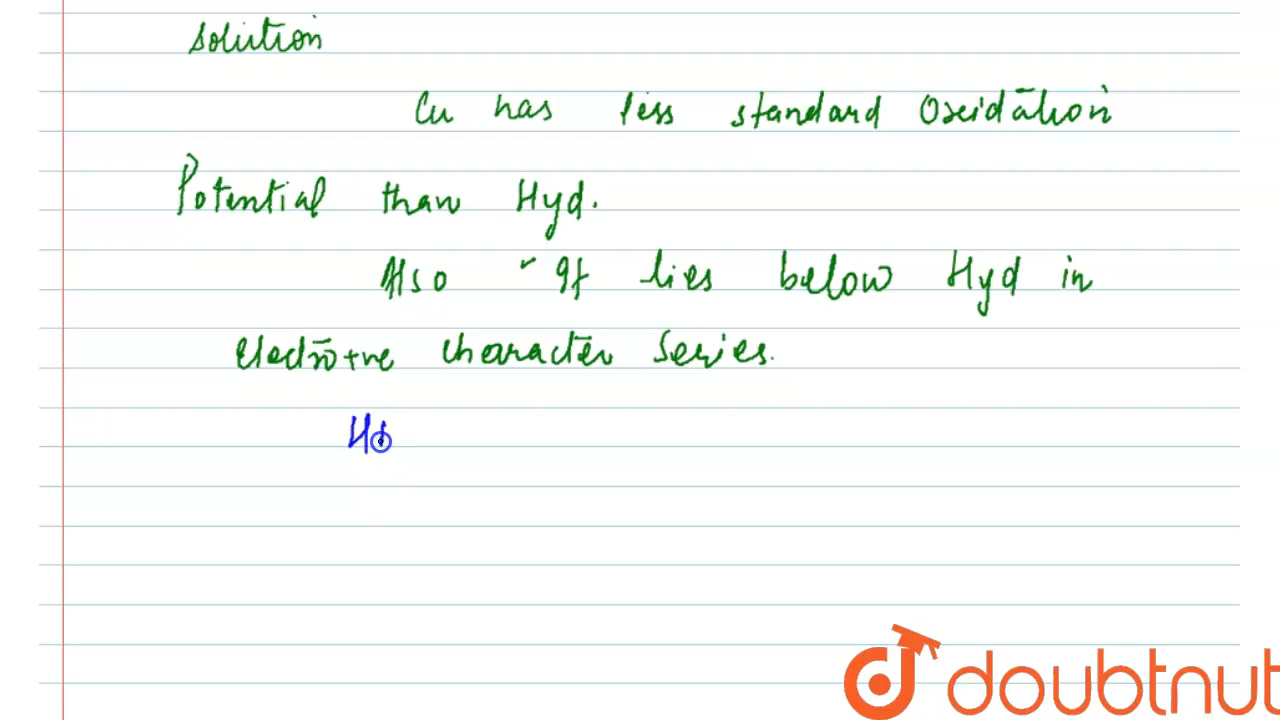 solution
Cu has less standard Oxidation
Potential than Hyd.
Also It lies below Hyd in
Electro+ve character Series.
doubtnut